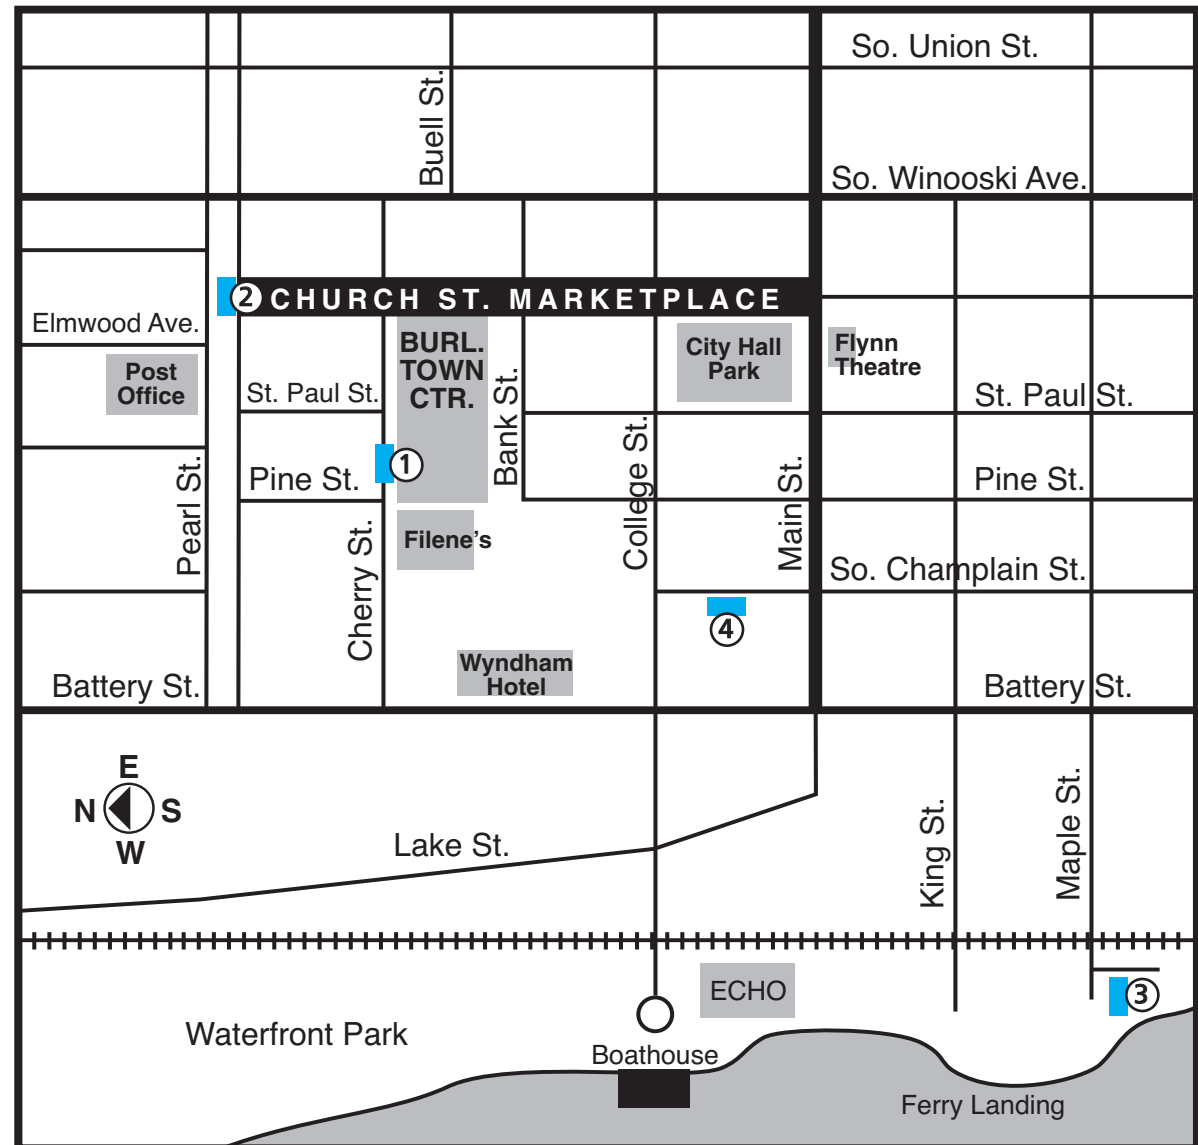 So. Union St.
Buell St.
So. Winooski Ave.
② CHURCH ST. MARKETPLACE
Elmwood Ave.
Post
Office
BURL.
TOWN
CTR.
City Hall
Park
Flynn
Theatre
St. Paul St.
St. Paul St.
Bank St.
①
Pine St.
Pine St.
Pearl St.
Cherry St.
College St.
Main St.
Filene's
So. Champlain St.
④
Wyndham
Hotel
Battery St.
Battery St.
E
N S
W
Lake St.
King St.
Maple St.
ECHO
③
Waterfront Park
Boathouse
Ferry Landing